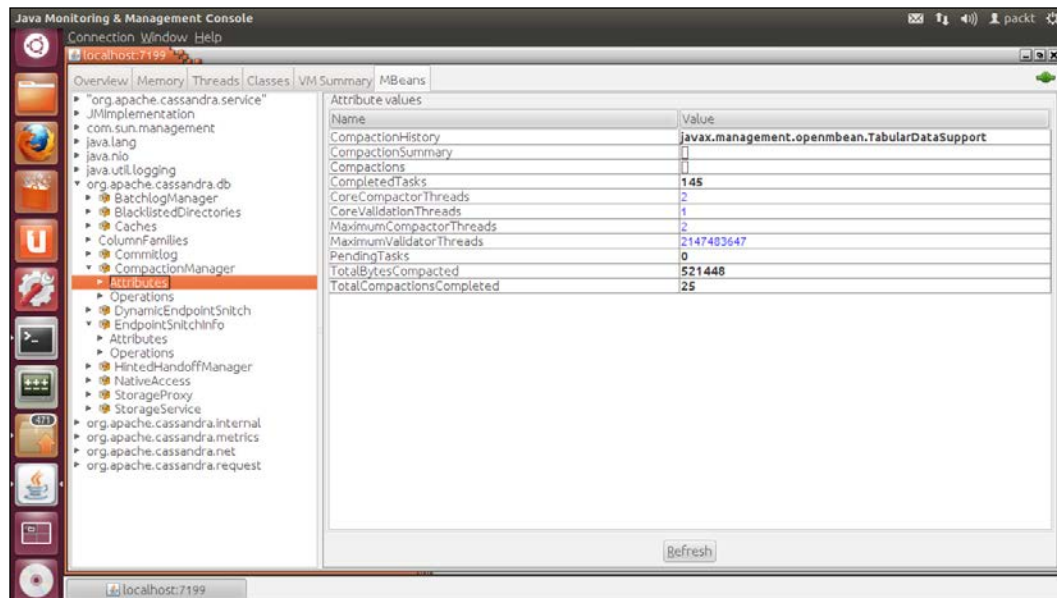 Java Monitoring & Management Console
packt
Connection Window Help
localhost:7199
Overview Memory Threads Classes VM Summary MBeans
"org.apache.cassandra.service"
JMImplementation
com.sun.management
java.lang
java.nio
java.util.logging
org.apache.cassandra.db
BatchlogManager
BlacklistedDirectories
Caches
ColumnFamilies
Commitlog
CompactionManager
Attributes
Operations
DynamicEndpointSnitch
EndpointSnitchInfo
Attributes
Operations
HintedHandoffManager
NativeAccess
StorageProxy
StorageService
org.apache.cassandra.internal
org.apache.cassandra.metrics
org.apache.cassandra.net
org.apache.cassandra.request
Attribute values
Name Value
CompactionHistory javax.management.openmbean.TabularDataSupport
CompactionSummary []
Compactions []
CompletedTasks 145
CoreCompactorThreads 2
CoreValidationThreads 1
MaximumCompactorThreads 2
MaximumValidatorThreads 2147483647
PendingTasks 0
TotalBytesCompacted 521448
TotalCompactionsCompleted 25
Refresh
471
localhost:7199